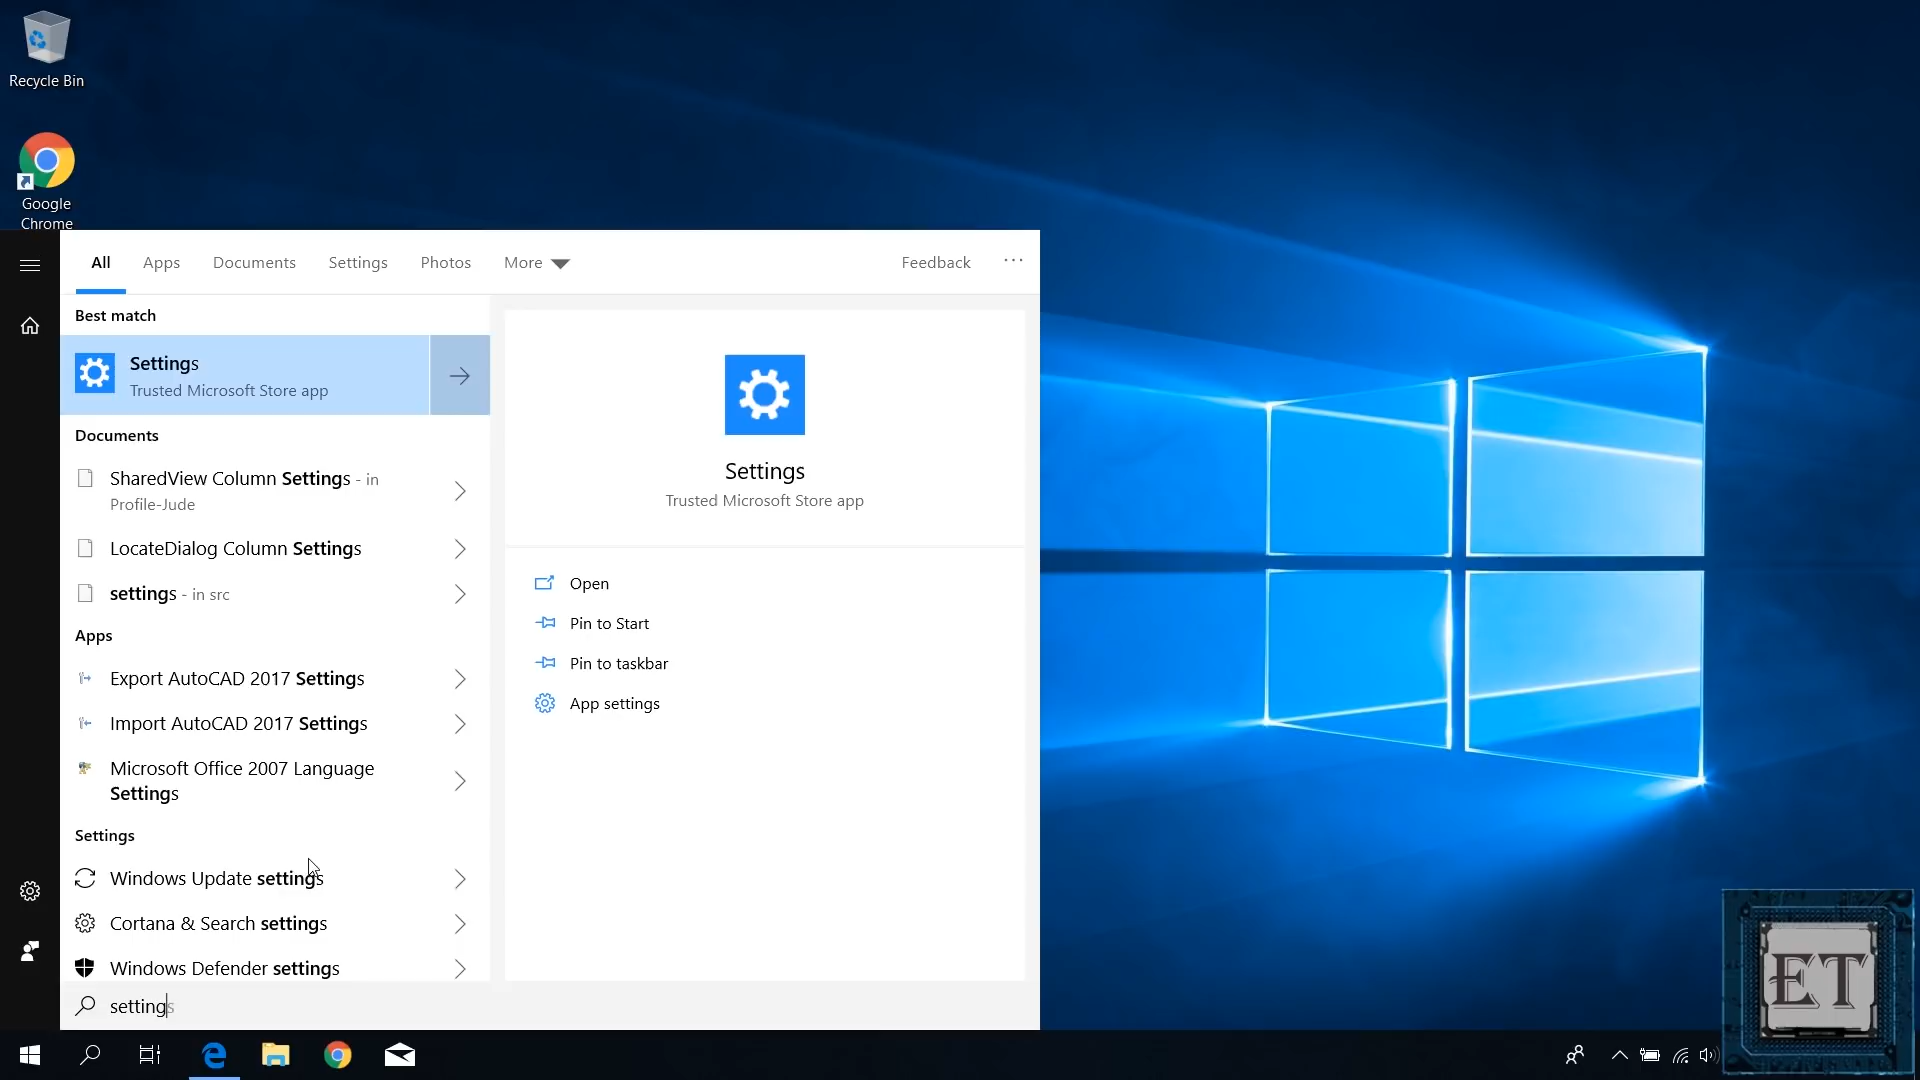 Recycle Bin
Google
Chrome
All Apps Documents Settings Photos More Feedback ...
Best match
Settings
Trusted Microsoft Store app
Documents
SharedView Column Settings - in
Profile-Jude
LocateDialog Column Settings
settings - in src
Apps
Export AutoCAD 2017 Settings
Import AutoCAD 2017 Settings
Microsoft Office 2007 Language
Settings
Settings
Windows Update settings
Cortana & Search settings
Windows Defender settings
settings
Settings
Trusted Microsoft Store app
Open
Pin to Start
Pin to taskbar
App settings
ET